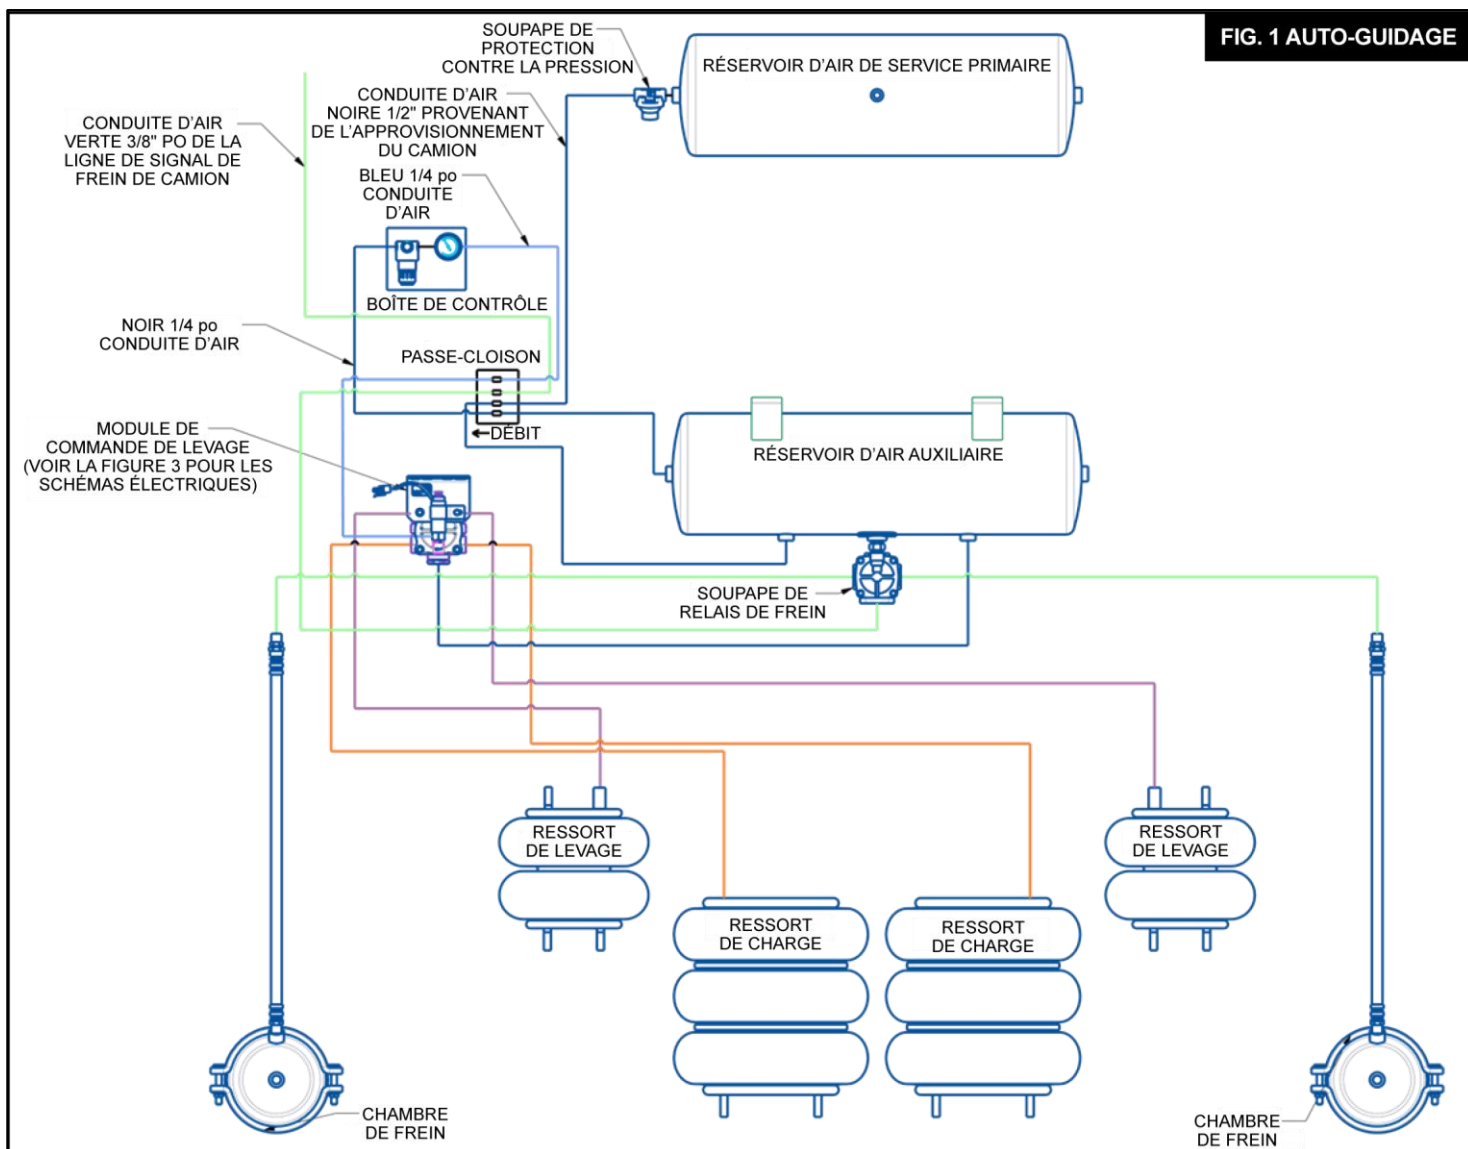 FIG. 1 AUTO-GUIDAGE
SOUPAPE DE
PROTECTION
CONTRE LA PRESSION
RÉSERVOIR D'AIR DE SERVICE PRIMAIRE
CONDUITE D'AIR
NOIRE 1/2" PROVENANT
DE L'APPROVISIONNEMENT
DU CAMION
CONDUITE D'AIR
VERTE 3/8" PO DE LA
LIGNE DE SIGNAL DE
FREIN DE CAMION
BLEU 1/4 po
CONDUITE
D'AIR
BOÎTE DE CONTRÔLE
NOIR 1/4 po
CONDUITE D'AIR
PASSE-CLOISON
DÉBIT
MODULE DE
COMMANDE DE LEVAGE
(VOIR LA FIGURE 3 POUR LES
SCHÉMAS ÉLECTRIQUES)
RÉSERVOIR D'AIR AUXILIAIRE
SOUPAPE DE
RELAIS DE FREIN
RESSORT
DE LEVAGE
RESSORT
DE LEVAGE
RESSORT
DE CHARGE
RESSORT
DE CHARGE
CHAMBRE
DE FREIN
CHAMBRE
DE FREIN